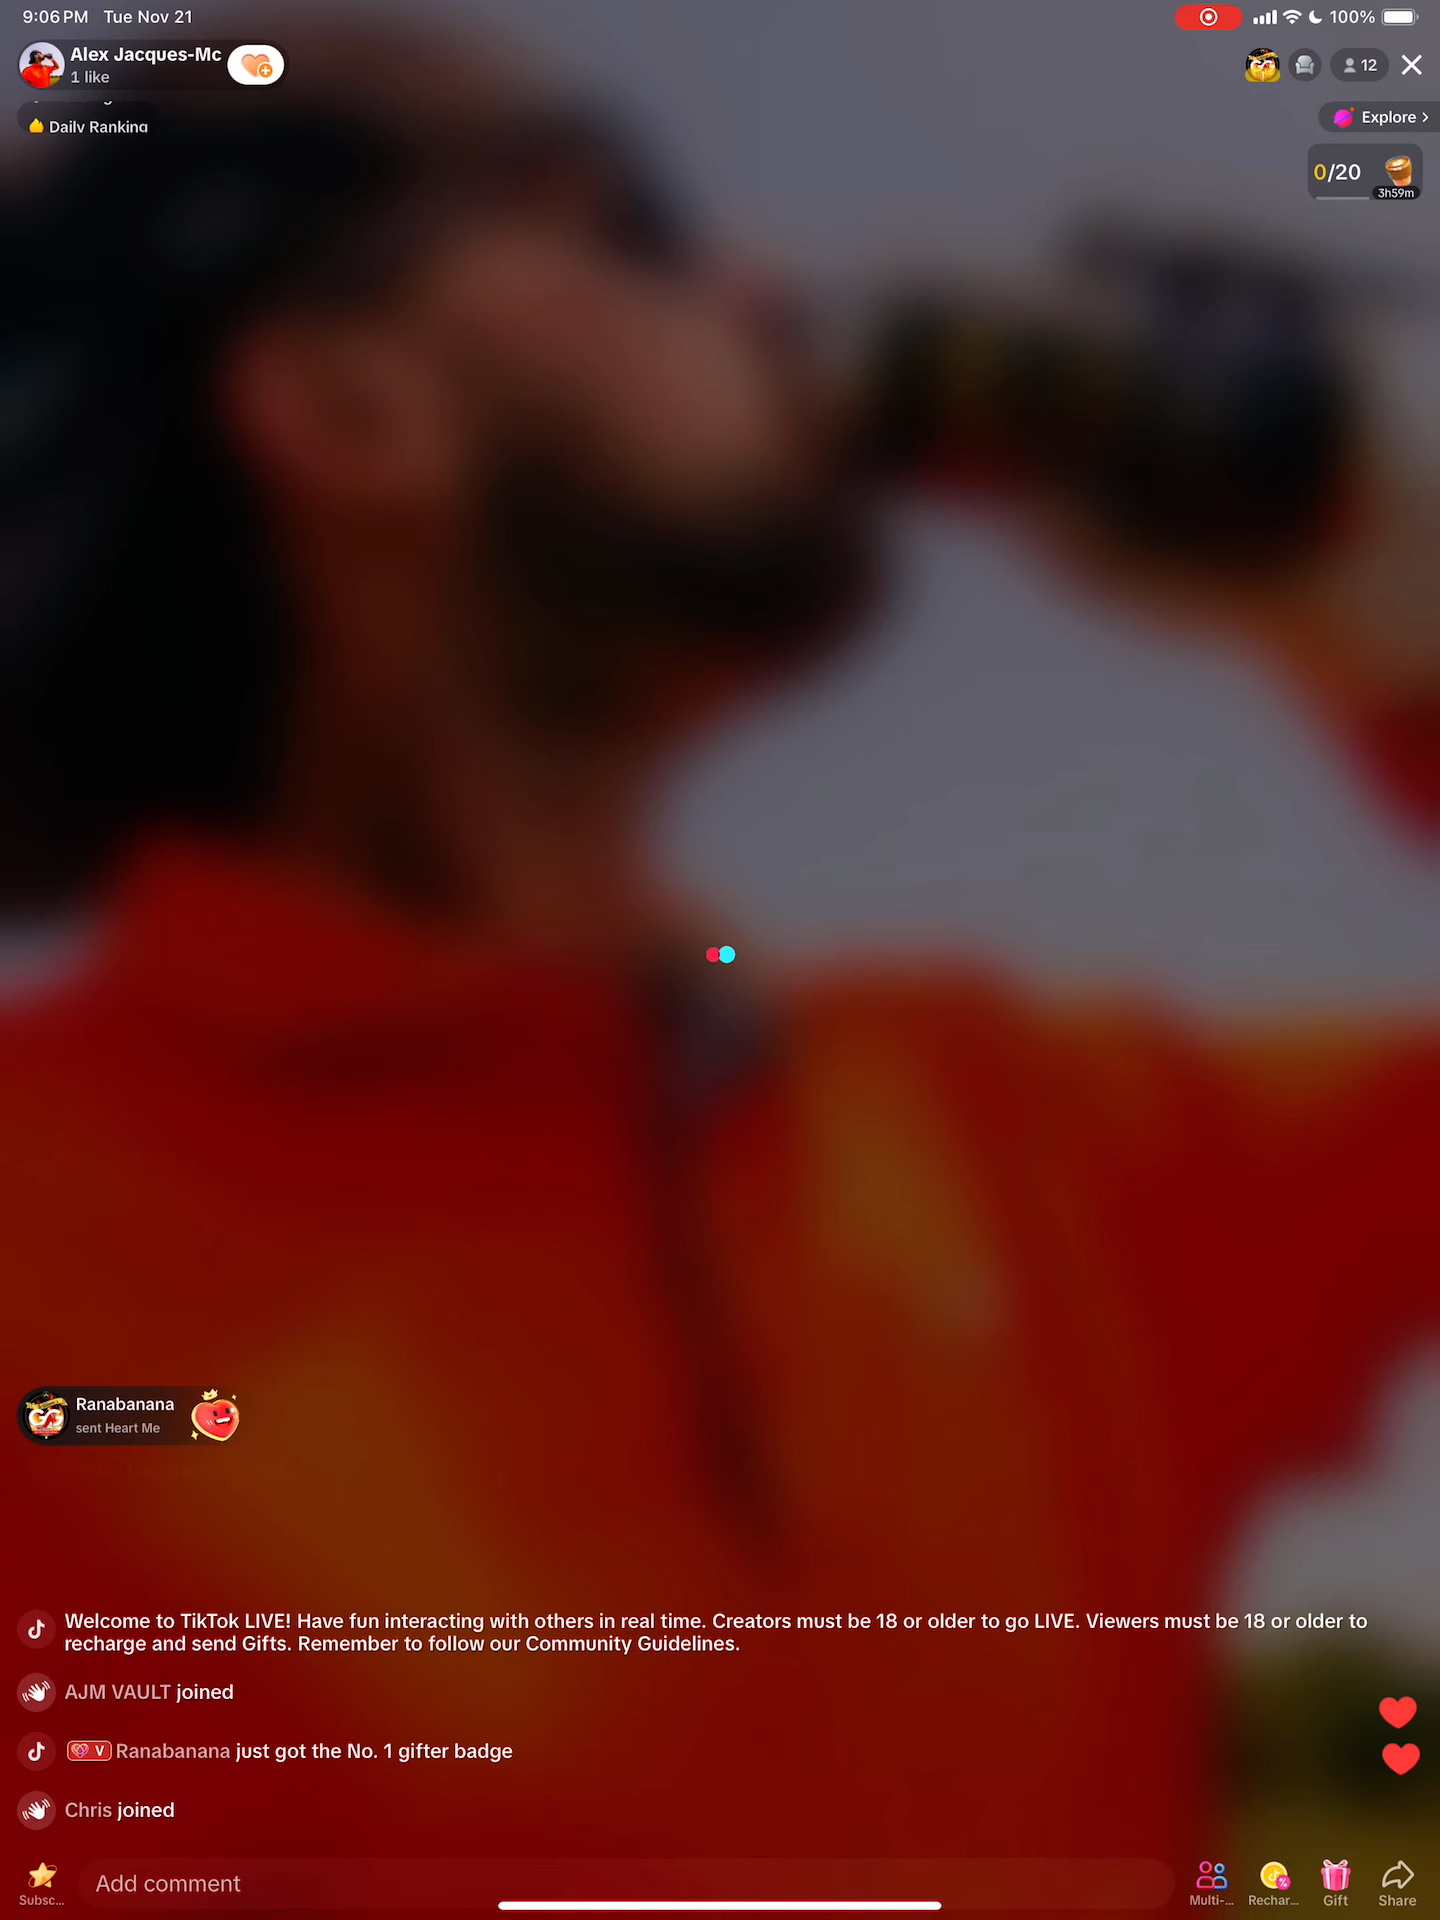 9:06 PM Tue Nov 21
100%
Alex Jacques-Mc
1 like
12
Daily Ranking
Explore >
0/20
3h59m
Ranabanana
sent Heart Me
Welcome to TikTok LIVE! Have fun interacting with others in real time. Creators must be 18 or older to go LIVE. Viewers must be 18 or older to
recharge and send Gifts. Remember to follow our Community Guidelines.
AJM VAULT joined
V Ranabanana just got the No. 1 gifter badge
Chris joined
Add comment
Subsc...
Multi-...
Rechar...
Gift
Share